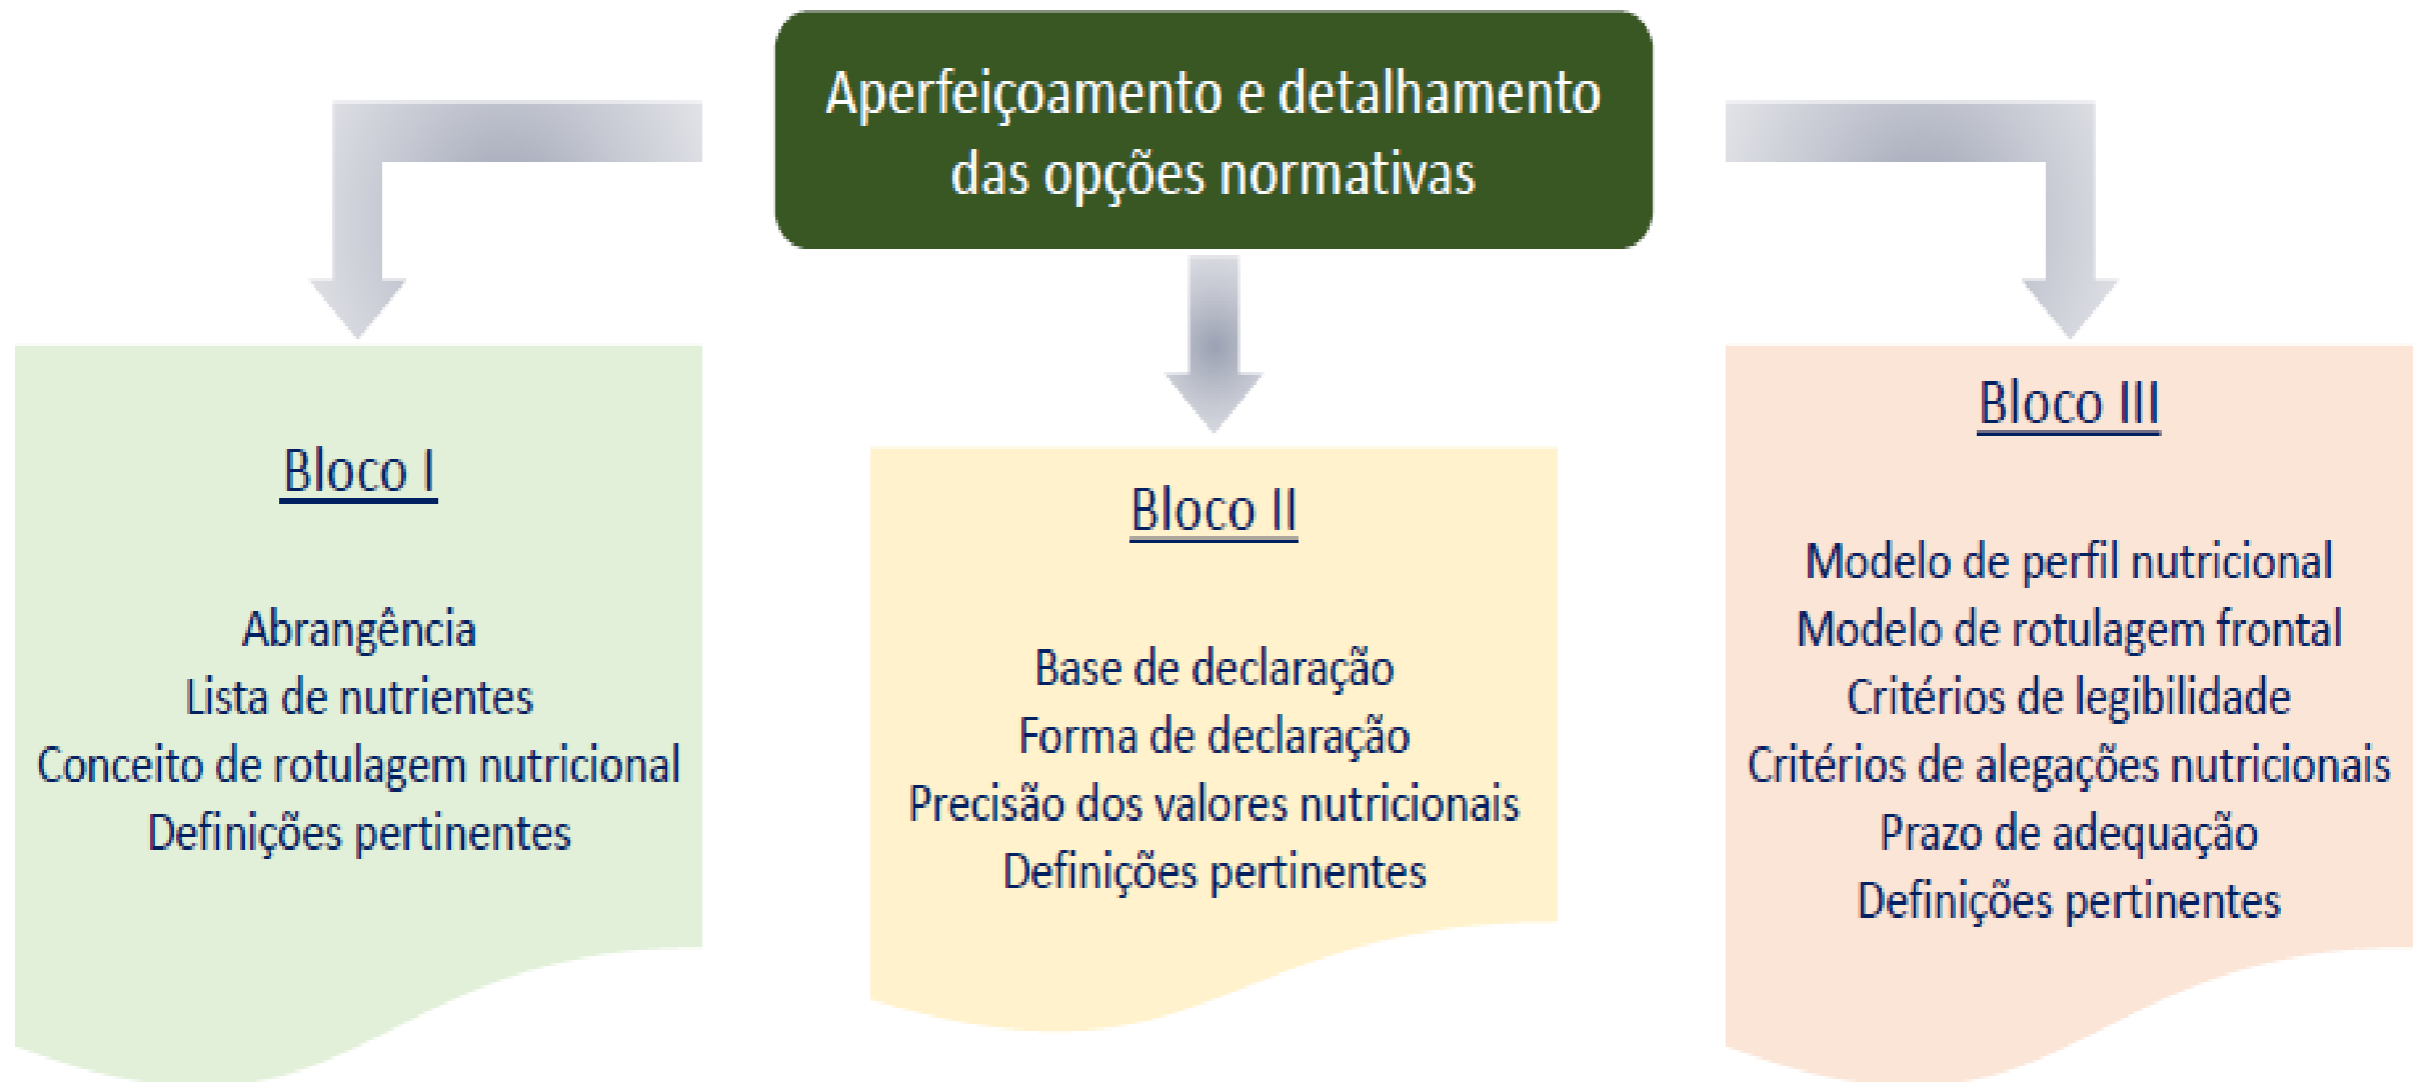 Aperfeiçoamento e detalhamento
das opções normativas
Bloco I
Abrangência
Lista de nutrientes
Conceito de rotulagem nutricional
Definições pertinentes
Bloco II
Base de declaração
Forma de declaração
Precisão dos valores nutricionais
Definições pertinentes
Bloco III
Modelo de perfil nutricional
Modelo de rotulagem frontal
Critérios de legibilidade
Critérios de alegações nutricionais
Prazo de adequação
Definições pertinentes